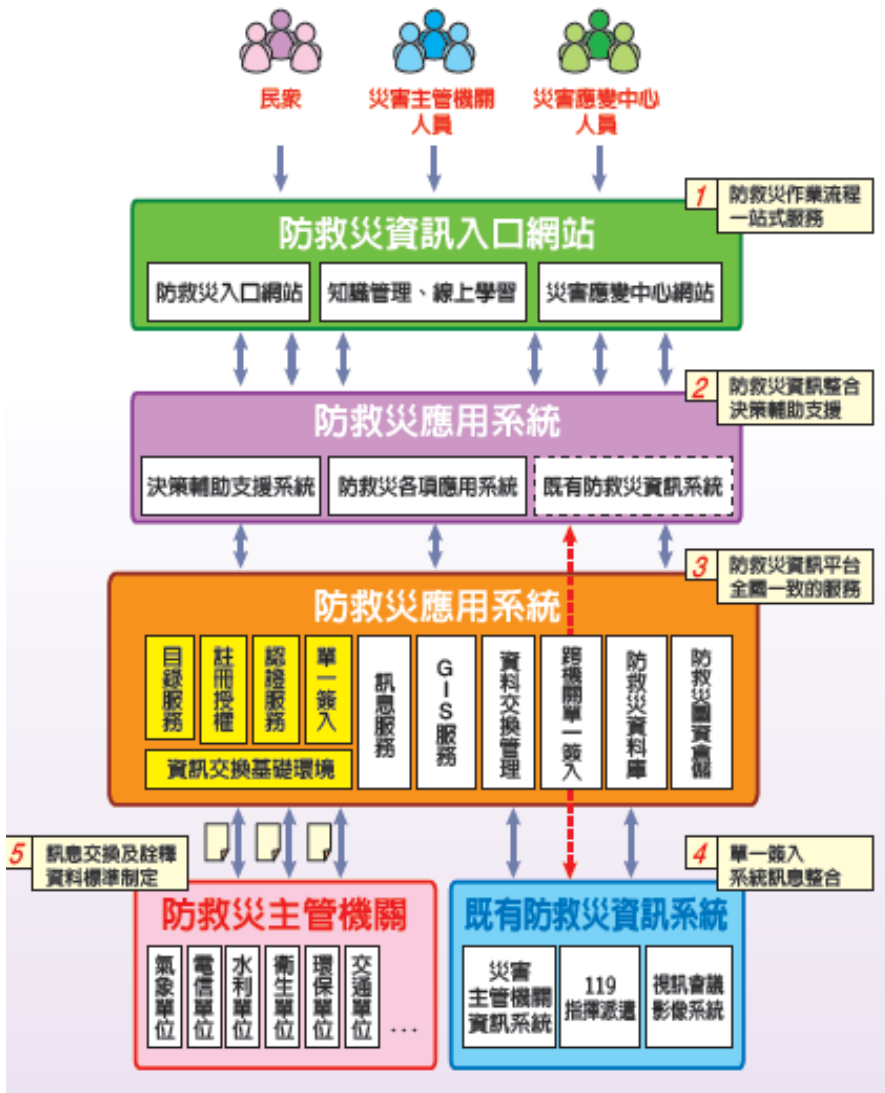 民眾
災害主管機關
人員
災害應變中心
人員
1
防救災作業流程
一站式服務
防救災資訊入口網站
防救災入口網站
知識管理、線上學習
災害應變中心網站
2
防救災資訊整合
決策輔助支援
防救災應用系統
決策輔助支援系統
防救災各項應用系統
既有防救災資訊系統
3
防救災資訊平台
全國一致的服務
防救災應用系統
目錄服務
註冊授權
認證服務
單一簽入
資訊交換基礎環境
訊息服務
GIS服務
資料交換管理
跨機關單一簽入
防救災資料庫
防救災圖資倉儲
5
訊息交換及詮釋
資料標準制定
4
單一簽入
系統訊息整合
防救災主管機關
氣象單位
電信單位
水利單位
衛生單位
環保單位
交通單位
...
既有防救災資訊系統
災害
主管機關
資訊系統
119
指揮派遣
視訊會議
影像系統